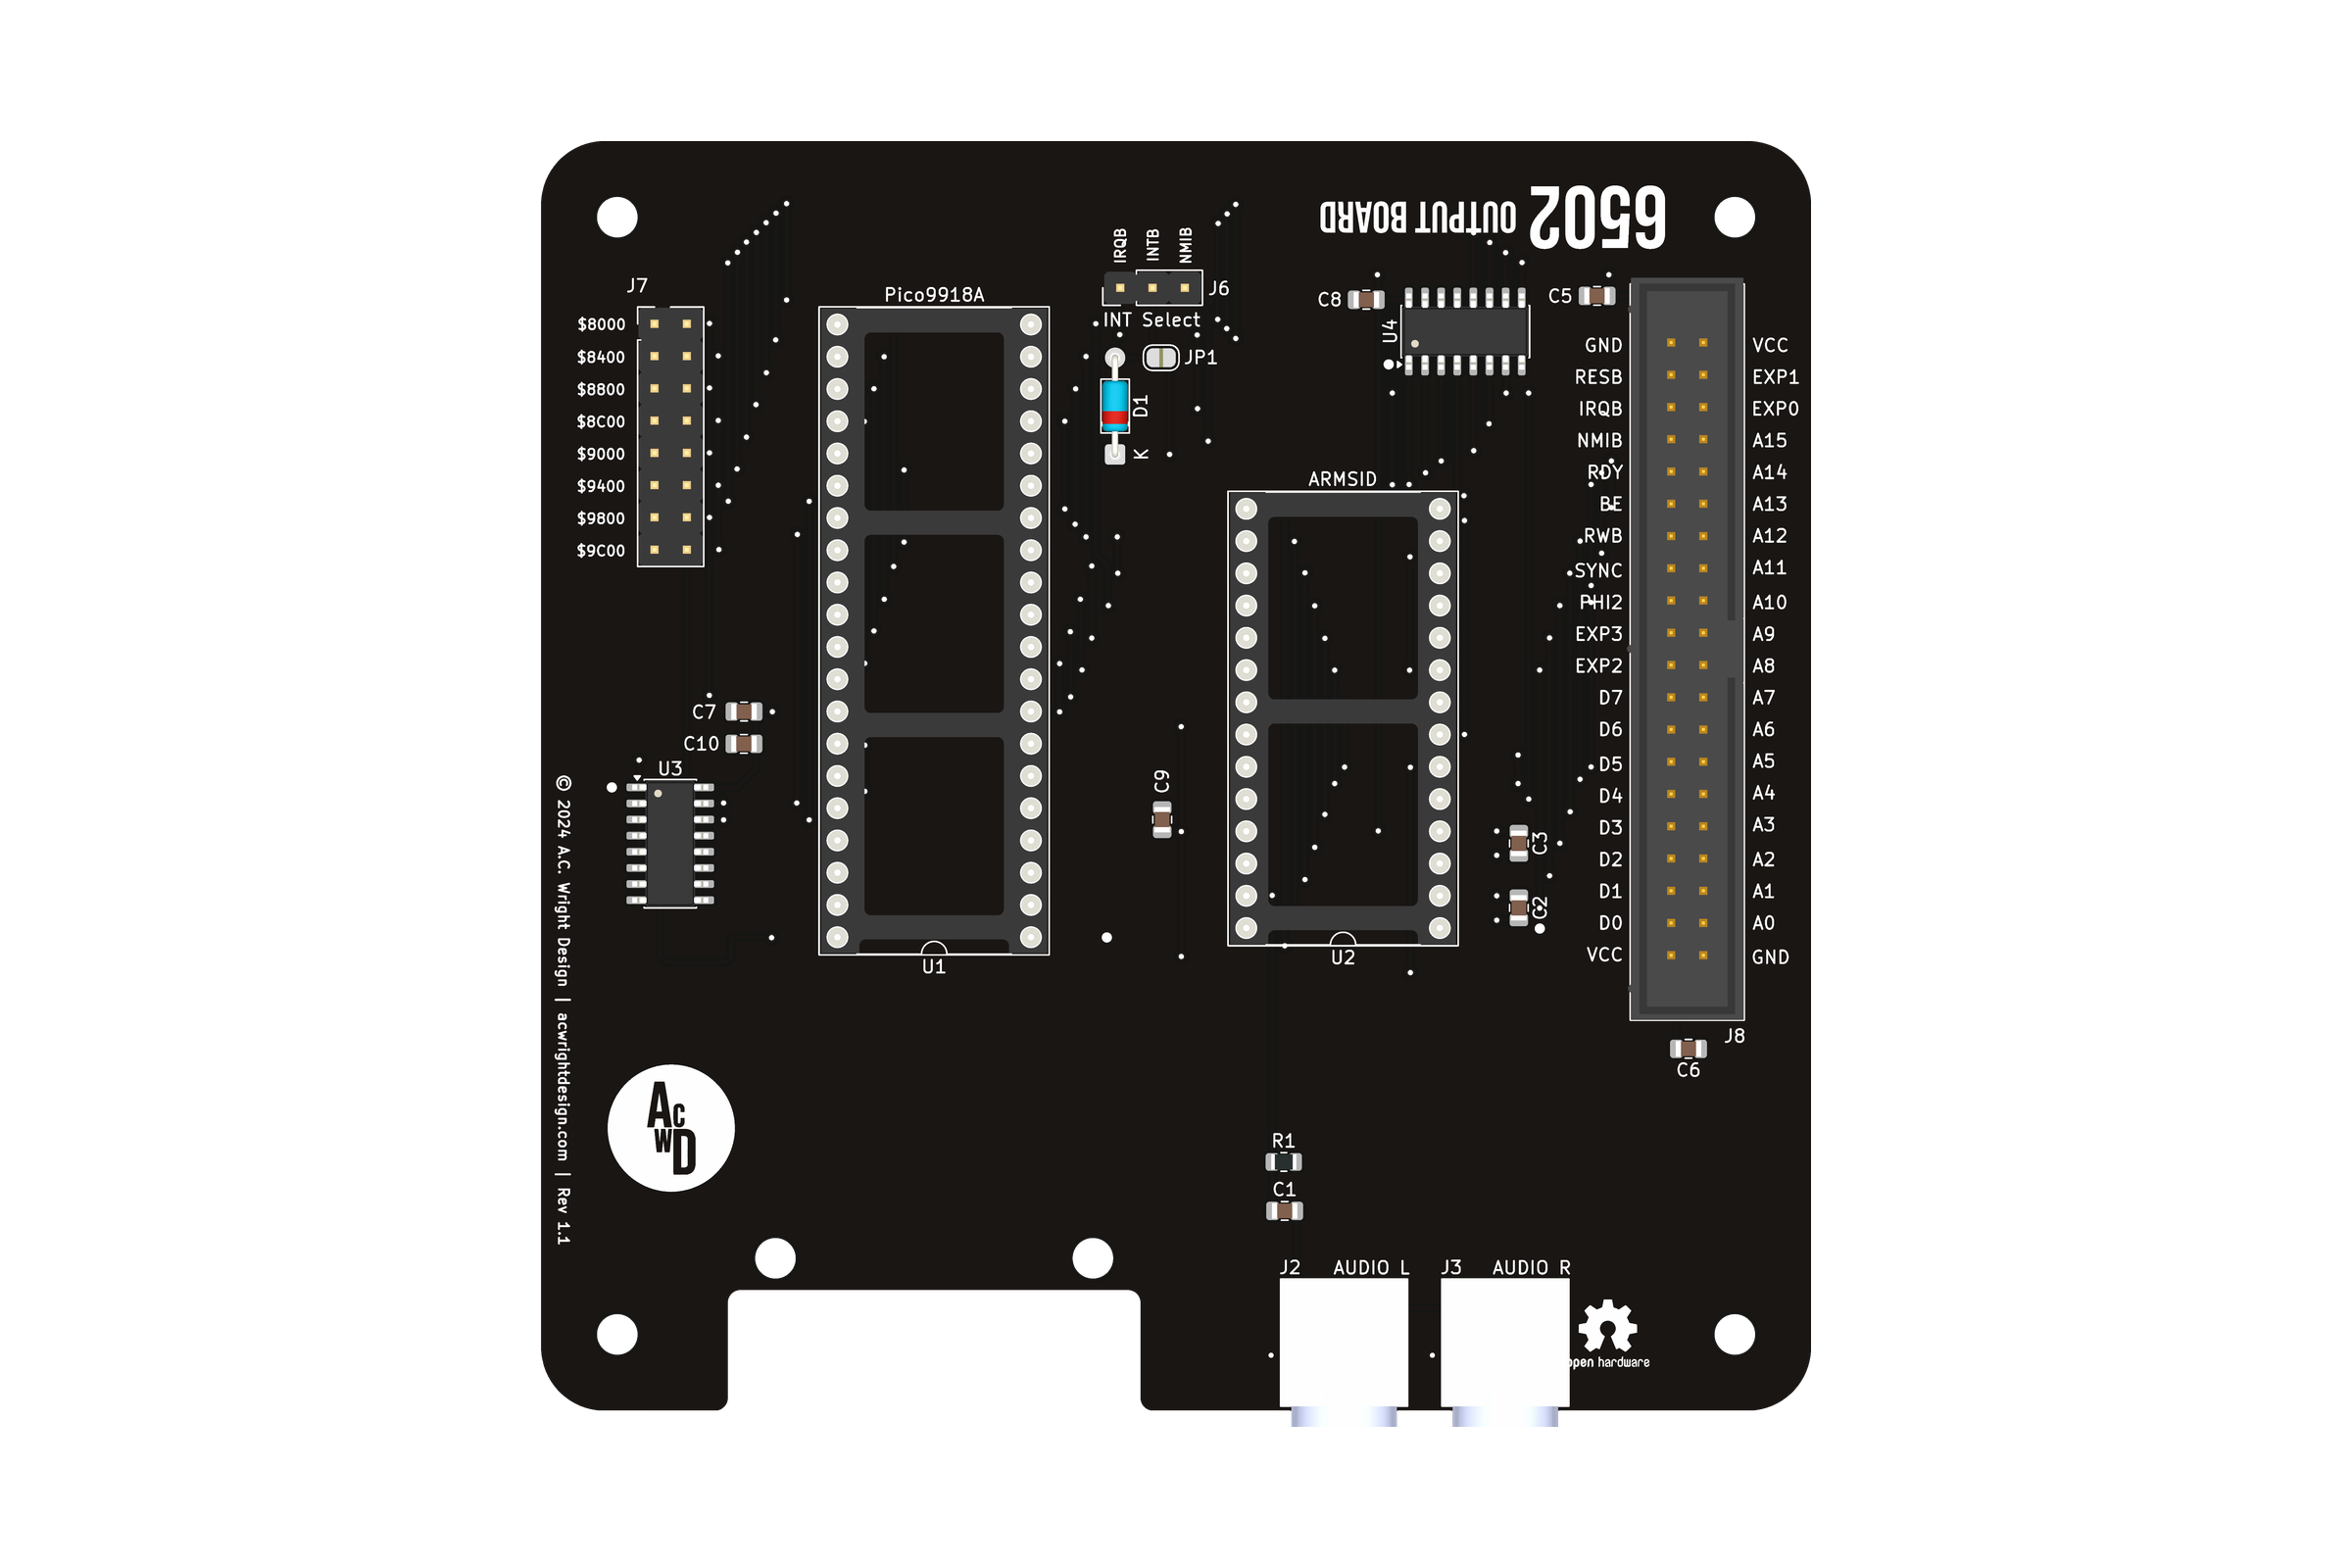 6502 OUTPUT BOARD
IRQB INTB NMIB
J6
INT Select
JP1
D1
K
J7
$8000
$8400
$8800
$8C00
$9000
$9400
$9800
$9C00
Pico9918A
U1
C8
U4
C5
ARMSID
U2
GND VCC
RESB EXP1
IRQB EXP0
NMIB A15
RDY A14
BE A13
RWB A12
SYNC A11
PHI2 A10
EXP3 A9
EXP2 A8
D7 A7
D6 A6
D5 A5
D4 A4
D3 A3
D2 A2
D1 A1
D0 A0
VCC GND
J8
C6
C7
C10
U3
C9
C3
C2
© 2024 A.C. Wright Design | acwrightdesign.com | Rev 1.1
ACWD
R1
C1
J2 AUDIO L
J3 AUDIO R
open hardware